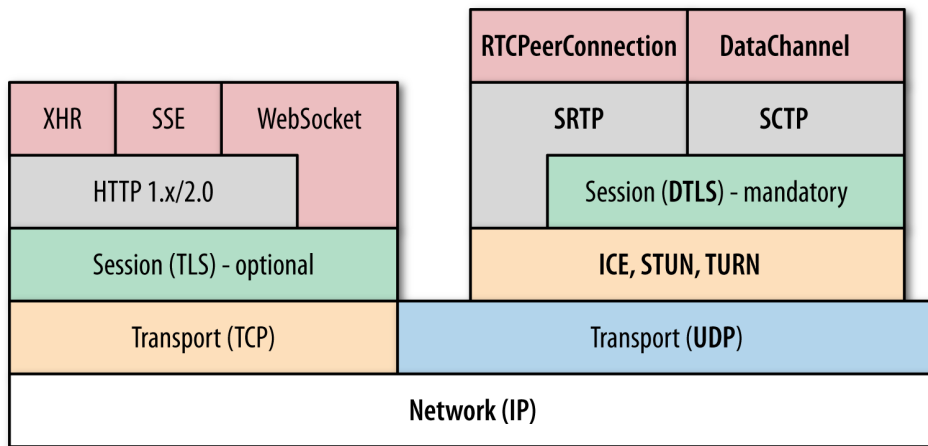 RTCPeerConnection
DataChannel
XHR
SSE
WebSocket
SRTP
SCTP
HTTP 1.x/2.0
Session (DTLS) - mandatory
Session (TLS) - optional
ICE, STUN, TURN
Transport (TCP)
Transport (UDP)
Network (IP)